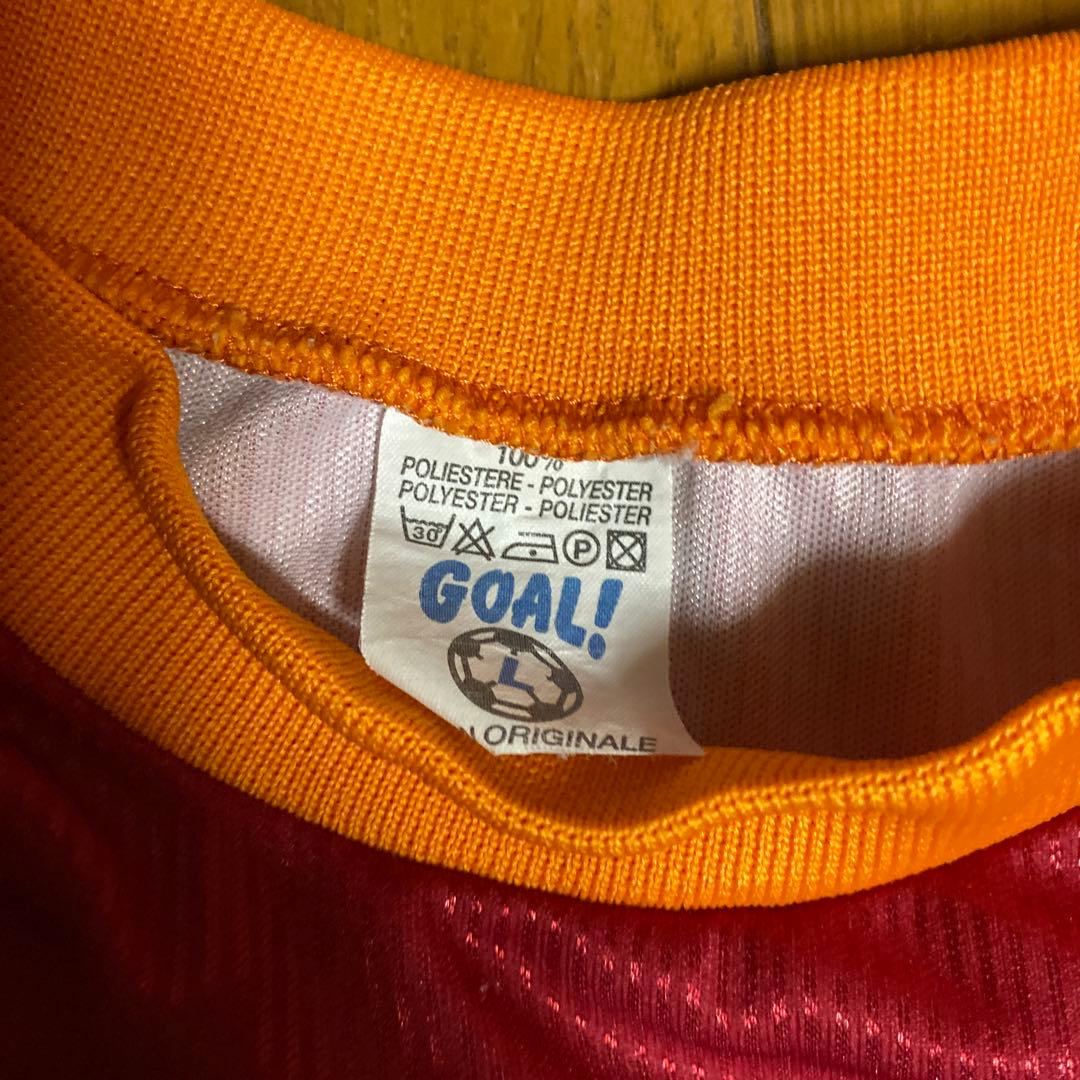 100%
POLIESTERE - POLYESTER
POLYESTER - POLIESTER
30° P
GOAL!
L
ORIGINALE